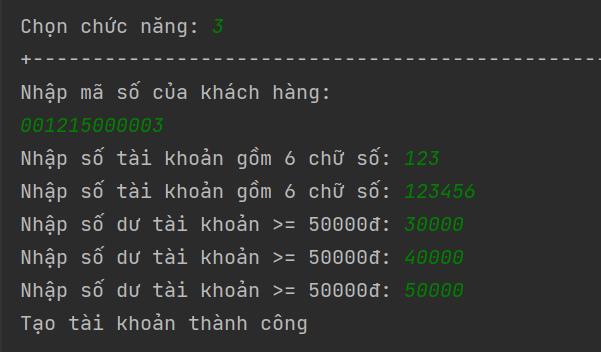 Chọn chức năng: 3
+------------------------------------------------
Nhập mã số của khách hàng:
001215000003
Nhập số tài khoản gồm 6 chữ số: 123
Nhập số tài khoản gồm 6 chữ số: 123456
Nhập số dư tài khoản >= 50000đ: 30000
Nhập số dư tài khoản >= 50000đ: 40000
Nhập số dư tài khoản >= 50000đ: 50000
Tạo tài khoản thành công